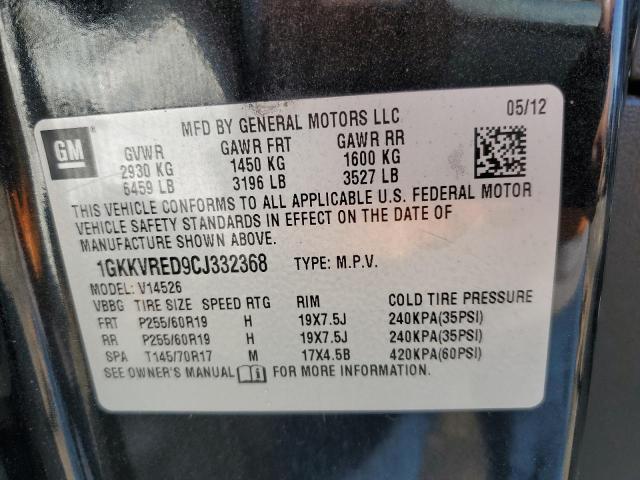 MFD BY GENERAL MOTORS LLC 05/12
GM
GVWR GAWR FRT GAWR RR
2930 KG 1450 KG 1600 KG
6459 LB 3196 LB 3527 LB
THIS VEHICLE CONFORMS TO ALL APPLICABLE U.S. FEDERAL MOTOR
VEHICLE SAFETY STANDARDS IN EFFECT ON THE DATE OF
MANUFACTURE SHOWN ABOVE.
1GKKVRED9CJ332368 TYPE: M.P.V.
MODEL: V14526
VBBG TIRE SIZE SPEED RTG RIM COLD TIRE PRESSURE
FRT P255/60R19 H 19X7.5J 240KPA(35PSI)
RR P255/60R19 H 19X7.5J 240KPA(35PSI)
SPA T145/70R17 M 17X4.5B 420KPA(60PSI)
SEE OWNER'S MANUAL FOR MORE INFORMATION.